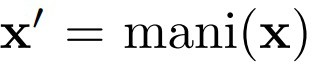 x′ = mani(x)